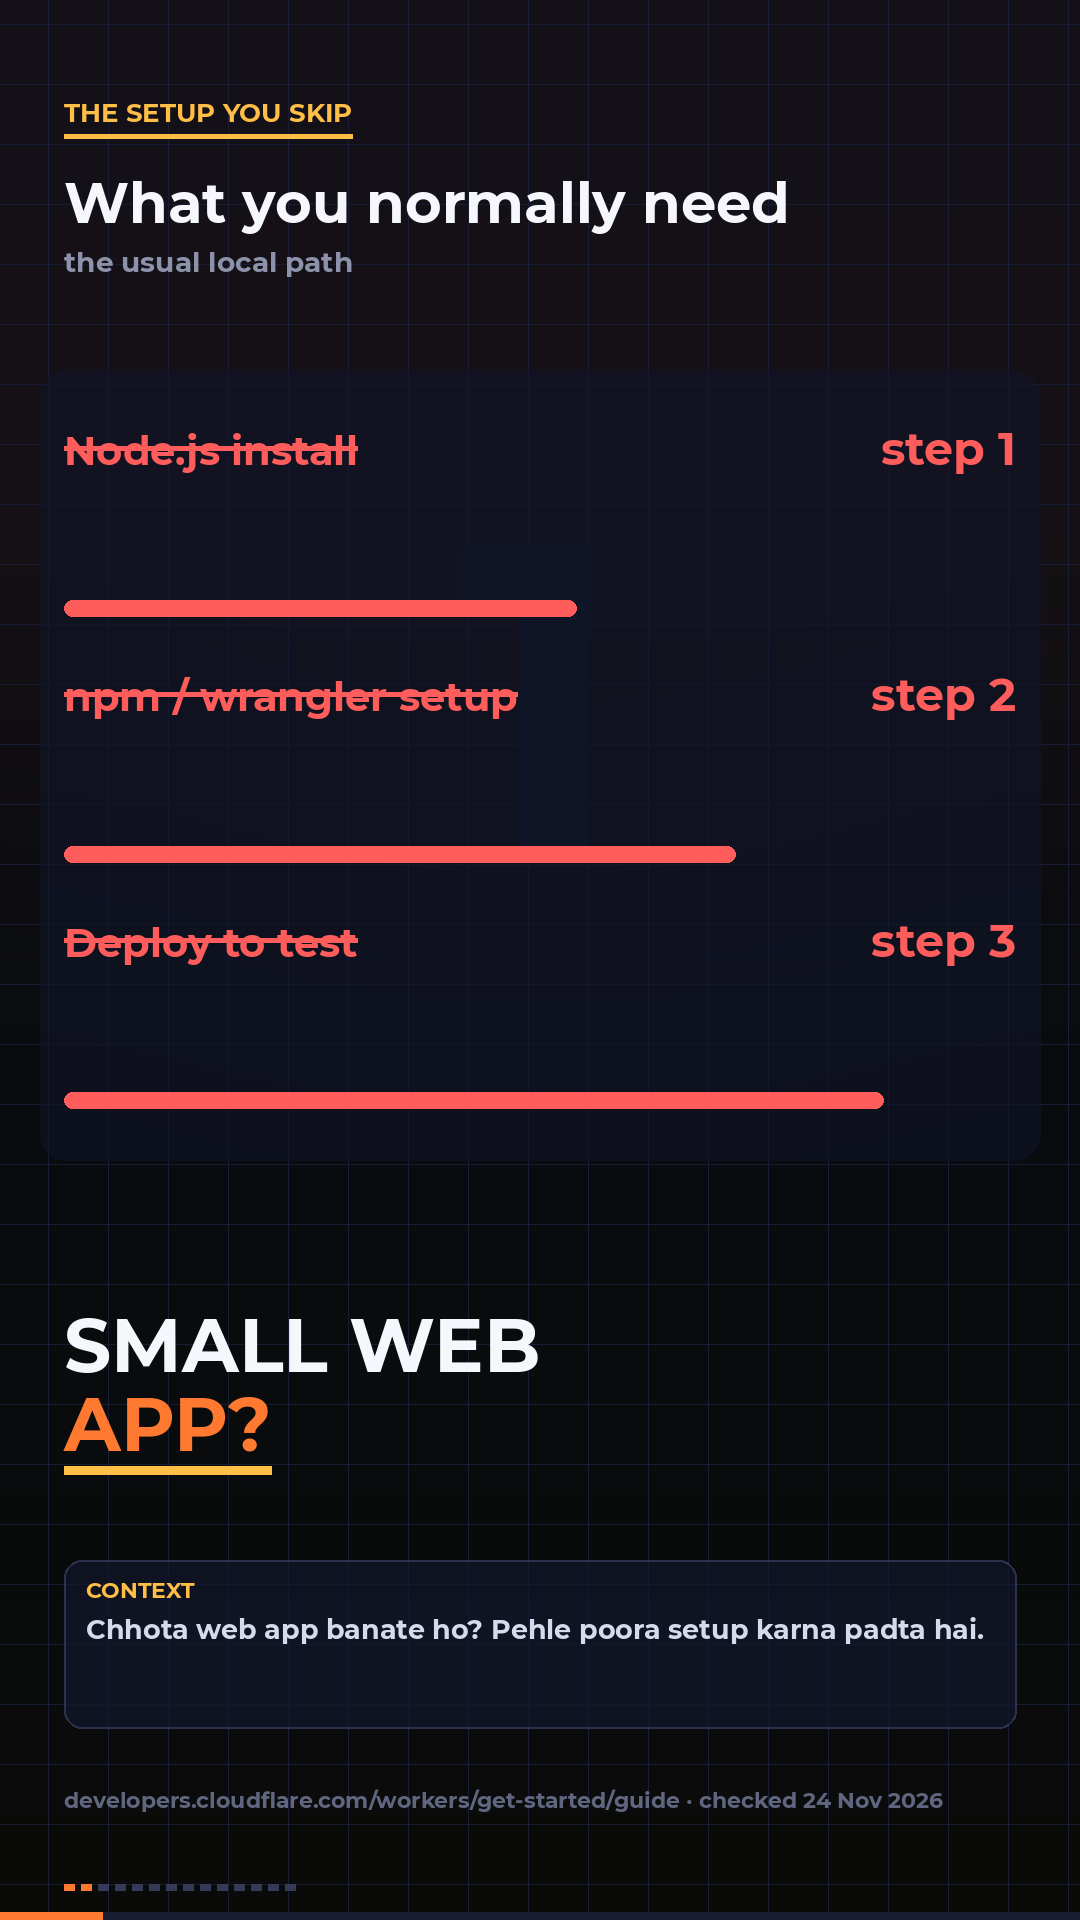 THE SETUP YOU SKIP
What you normally need
the usual local path
Node.js install
step 1
npm / wrangler setup
step 2
Deploy to test
step 3
SMALL WEB
APP?
CONTEXT
Chhota web app banate ho? Pehle poora setup karna padta hai.
developers.cloudflare.com/workers/get-started/guide · checked 24 Nov 2026